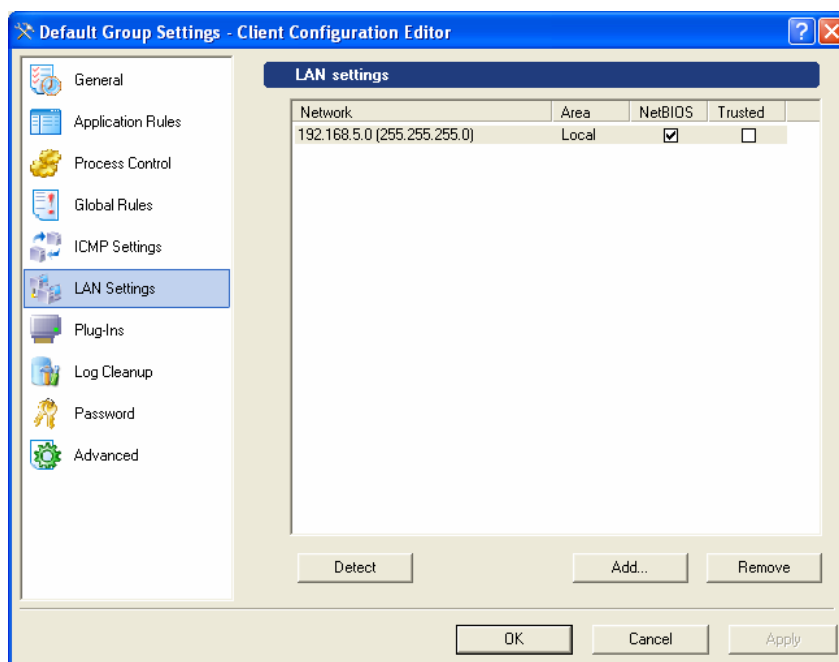 Default Group Settings - Client Configuration Editor
General
Application Rules
Process Control
Global Rules
ICMP Settings
LAN Settings
Plug-Ins
Log Cleanup
Password
Advanced
LAN settings
Network Area NetBIOS Trusted
192.168.5.0 (255.255.255.0) Local
Detect Add... Remove
OK Cancel Apply